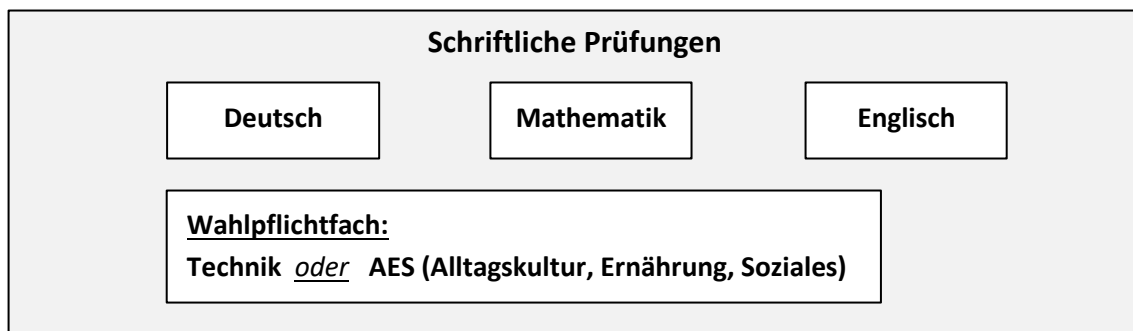 Schriftliche Prüfungen
Deutsch Mathematik Englisch
Wahlpflichtfach:
Technik oder AES (Alltagskultur, Ernährung, Soziales)